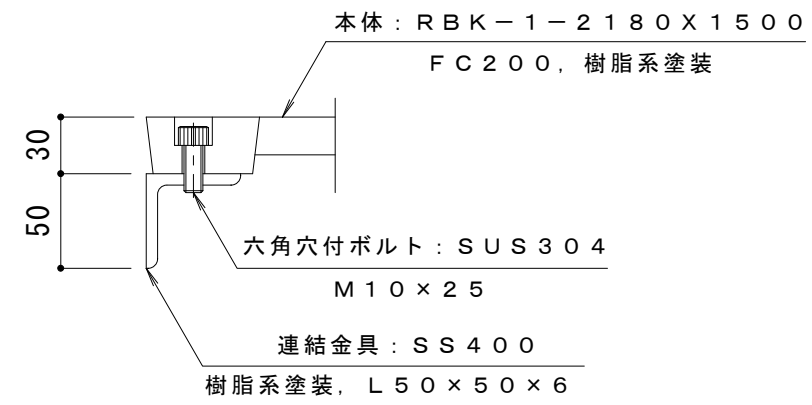 本体：ＲＢＫ－１－２１８０Ｘ１５００
ＦＣ２００，樹脂系塗装
30
50
六角穴付ボルト：ＳＵＳ３０４
Ｍ１０×２５
連結金具：ＳＳ４００
樹脂系塗装，Ｌ５０×５０×６